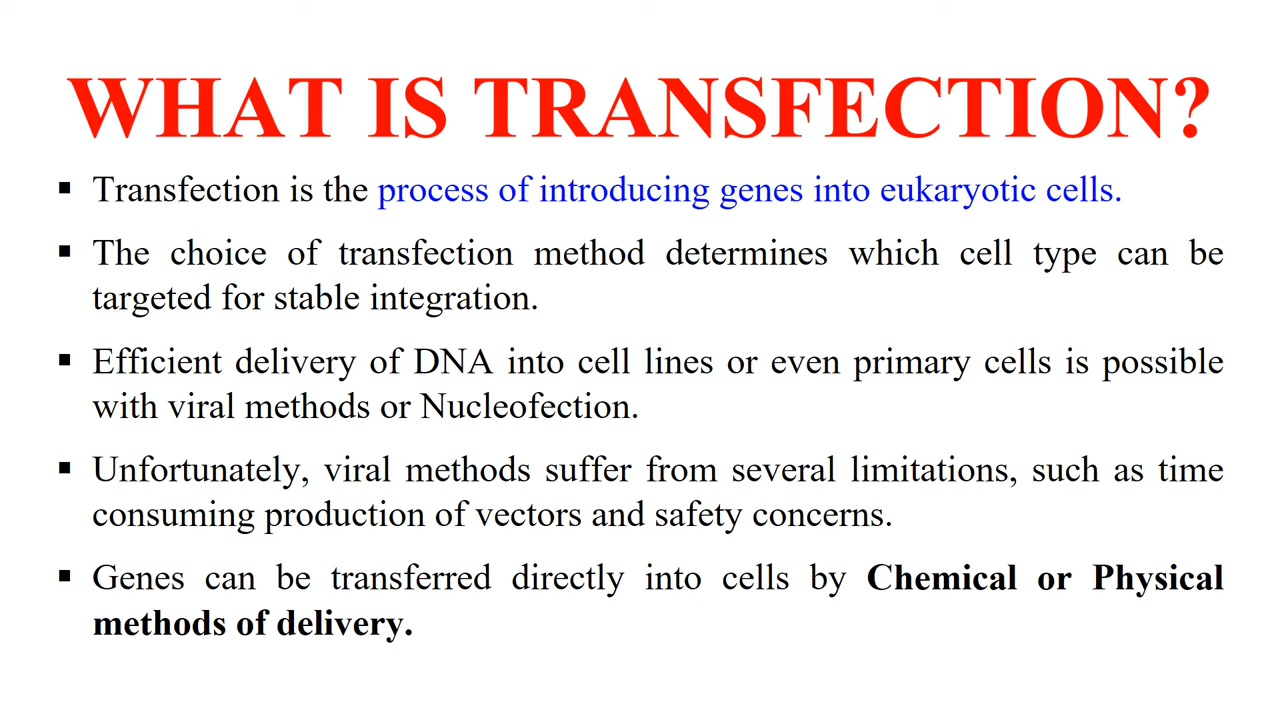 WHAT IS TRANSFECTION?
▪ Transfection is the process of introducing genes into eukaryotic cells.
▪ The choice of transfection method determines which cell type can be
targeted for stable integration.
▪ Efficient delivery of DNA into cell lines or even primary cells is possible
with viral methods or Nucleofection.
▪ Unfortunately, viral methods suffer from several limitations, such as time
consuming production of vectors and safety concerns.
▪ Genes can be transferred directly into cells by Chemical or Physical
methods of delivery.